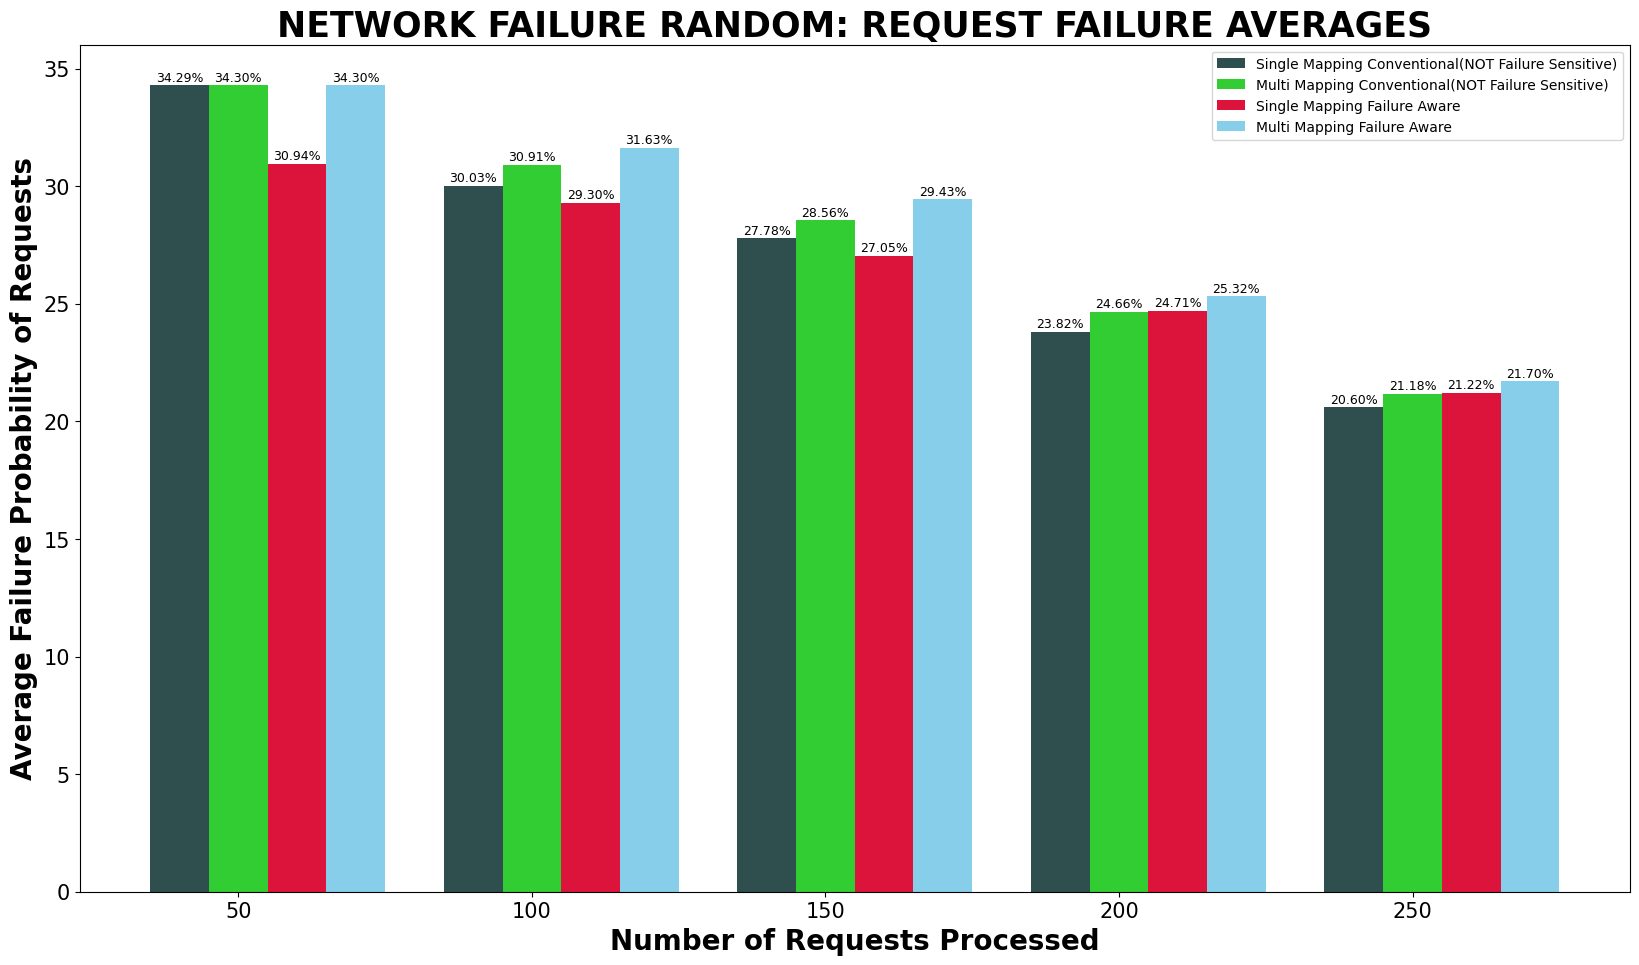 NETWORK FAILURE RANDOM: REQUEST FAILURE AVERAGES
Single Mapping Conventional(NOT Failure Sensitive)
Multi Mapping Conventional(NOT Failure Sensitive)
Single Mapping Failure Aware
Multi Mapping Failure Aware
Average Failure Probability of Requests
35
30
25
20
15
10
5
0
34.29% 34.30% 30.94% 34.30%
30.03% 30.91% 29.30% 31.63%
27.78% 28.56% 27.05% 29.43%
23.82% 24.66% 24.71% 25.32%
20.60% 21.18% 21.22% 21.70%
50 100 150 200 250
Number of Requests Processed